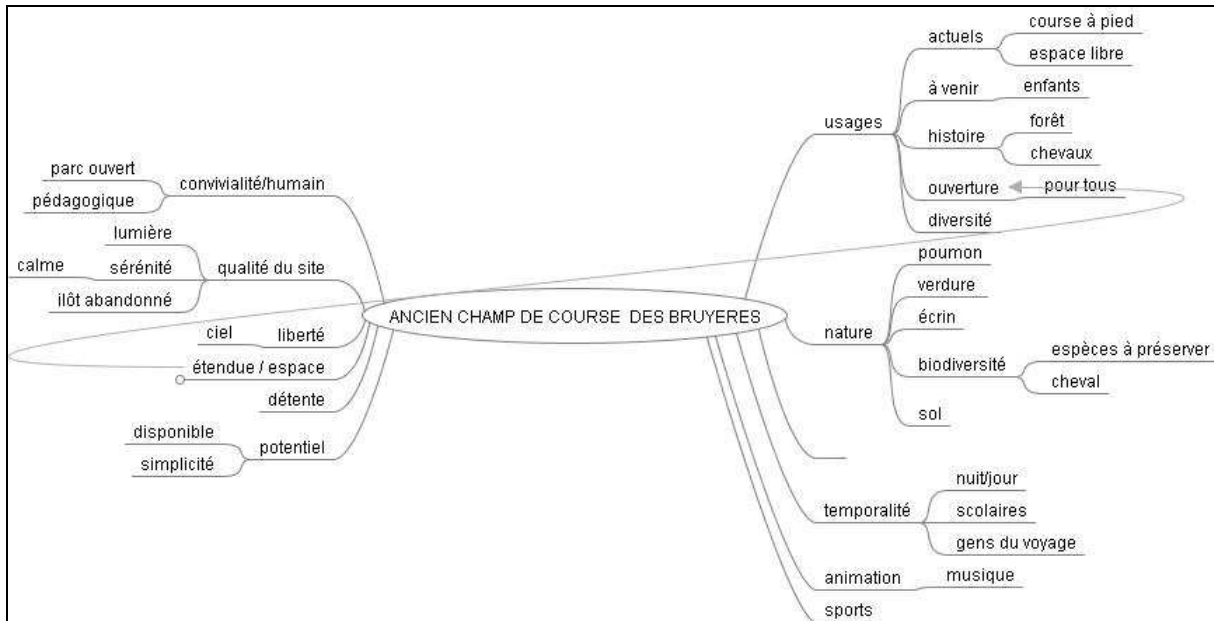 ANCIEN CHAMP DE COURSE DES BRUYERES
convivialité/humain
parc ouvert
pédagogique
qualité du site
lumière
sérénité
calme
ilôt abandonné
liberté
ciel
étendue / espace
détente
potentiel
disponible
simplicité
usages
actuels
course à pied
espace libre
à venir
enfants
histoire
forêt
chevaux
ouverture
pour tous
diversité
nature
poumon
verdure
écrin
biodiversité
espèces à préserver
cheval
sol
temporalité
nuit/jour
scolaires
gens du voyage
animation
musique
sports